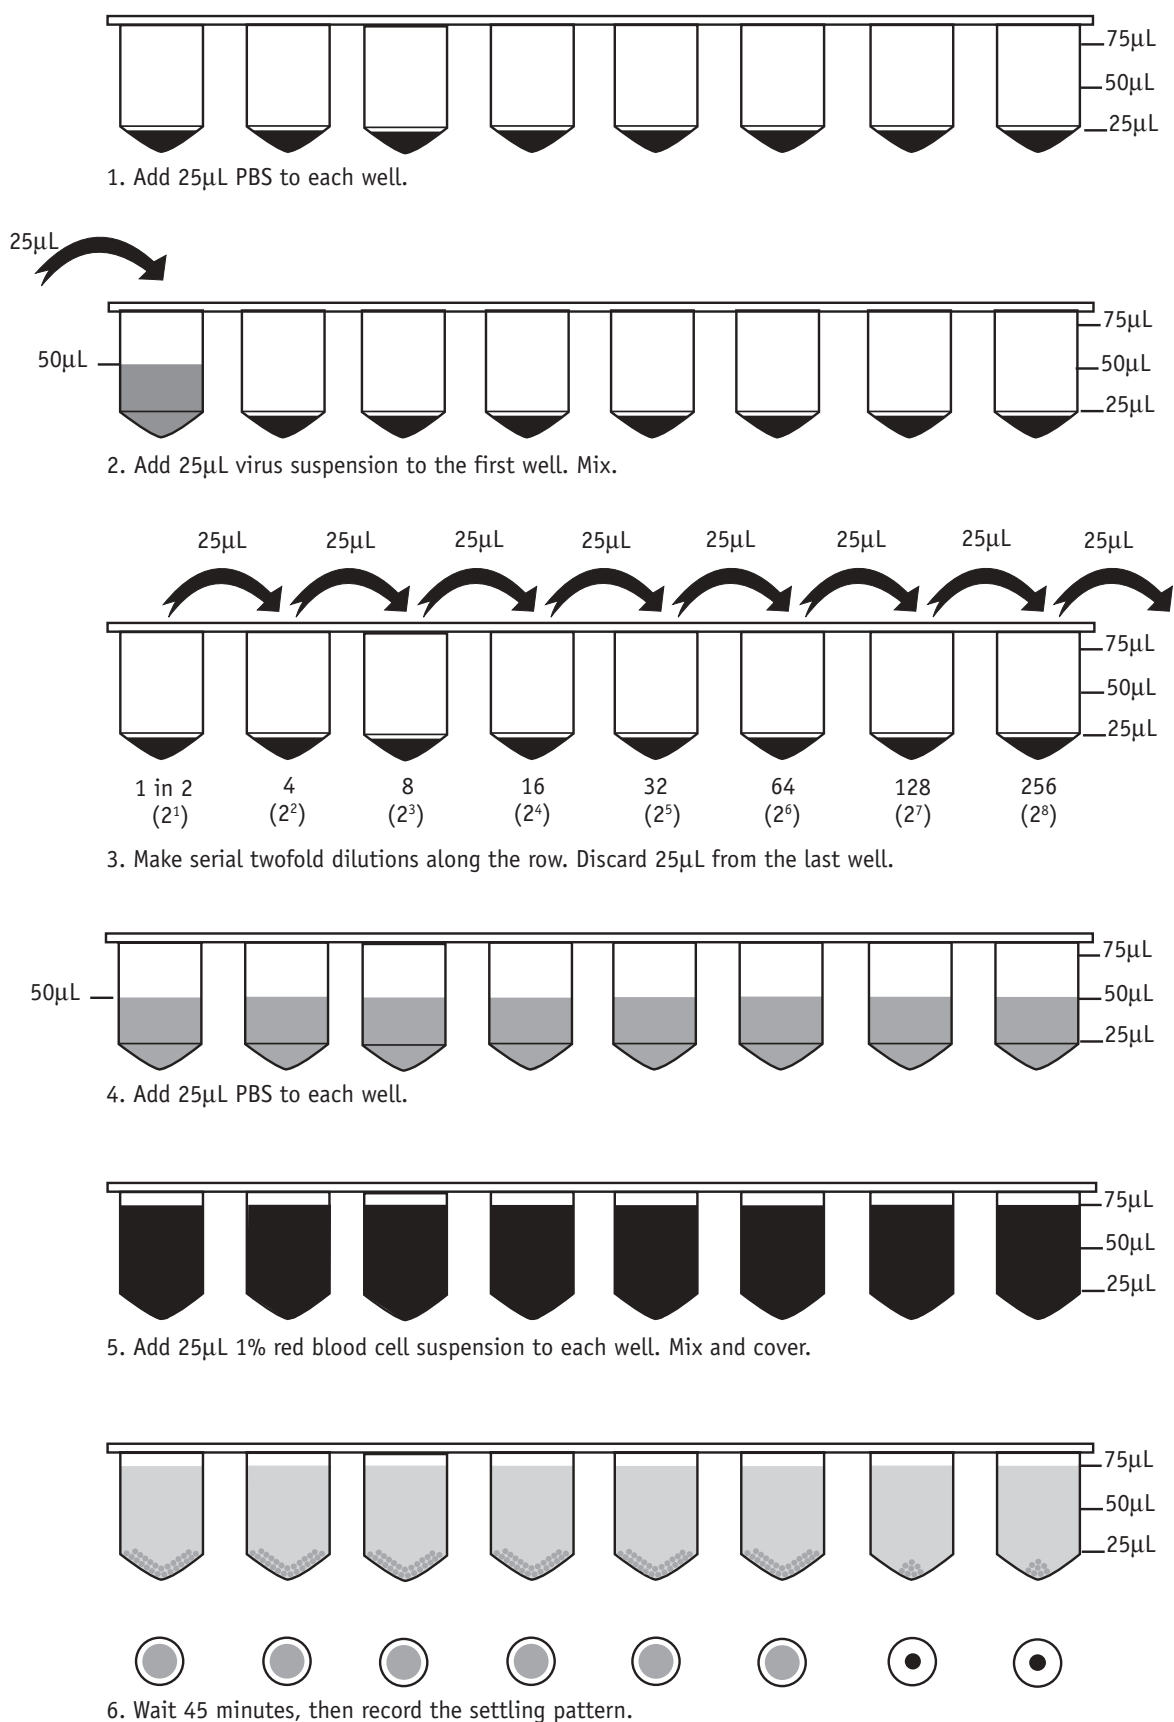 75µL
50µL
25µL
1. Add 25µL PBS to each well.
25µL
75µL
50µL
50µL
25µL
2. Add 25µL virus suspension to the first well. Mix.
25µL 25µL 25µL 25µL 25µL 25µL 25µL 25µL
75µL
50µL
25µL
1 in 2 4 8 16 32 64 128 256
(2¹) (2²) (2³) (2⁴) (2⁵) (2⁶) (2⁷) (2⁸)
3. Make serial twofold dilutions along the row. Discard 25µL from the last well.
75µL
50µL 50µL
25µL
4. Add 25µL PBS to each well.
75µL
50µL
25µL
5. Add 25µL 1% red blood cell suspension to each well. Mix and cover.
75µL
50µL
25µL
6. Wait 45 minutes, then record the settling pattern.